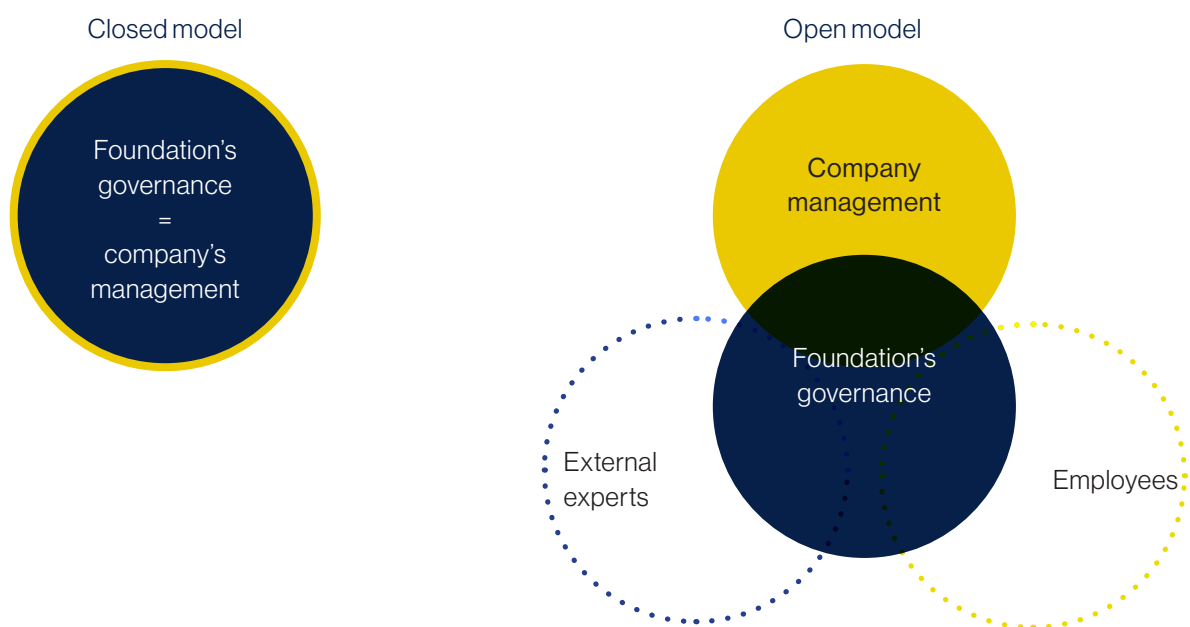 Closed model
Foundation’s
governance
=
company’s
management
Open model
Company
management
Foundation’s
governance
External
experts
Employees